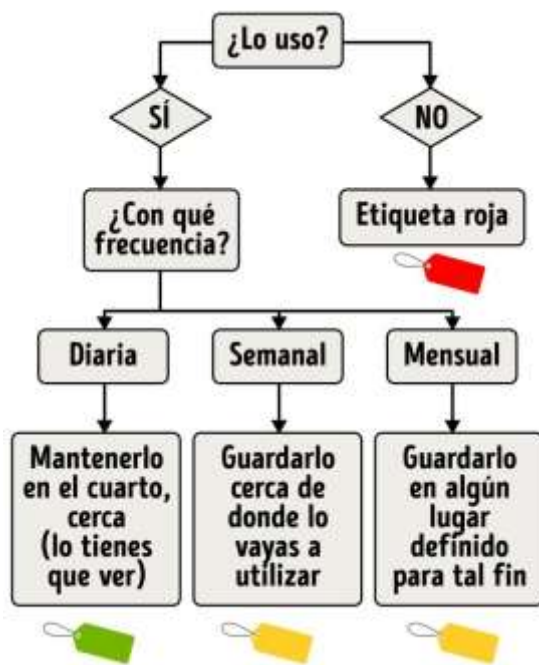 ¿Lo uso?
SÍ
NO
¿Con qué
frecuencia?
Etiqueta roja
Diaria
Semanal
Mensual
Mantenerlo
en el cuarto,
cerca
(lo tienes
que ver)
Guardarlo
cerca de
donde lo
vayas a
utilizar
Guardarlo
en algún
lugar
definido
para tal fin